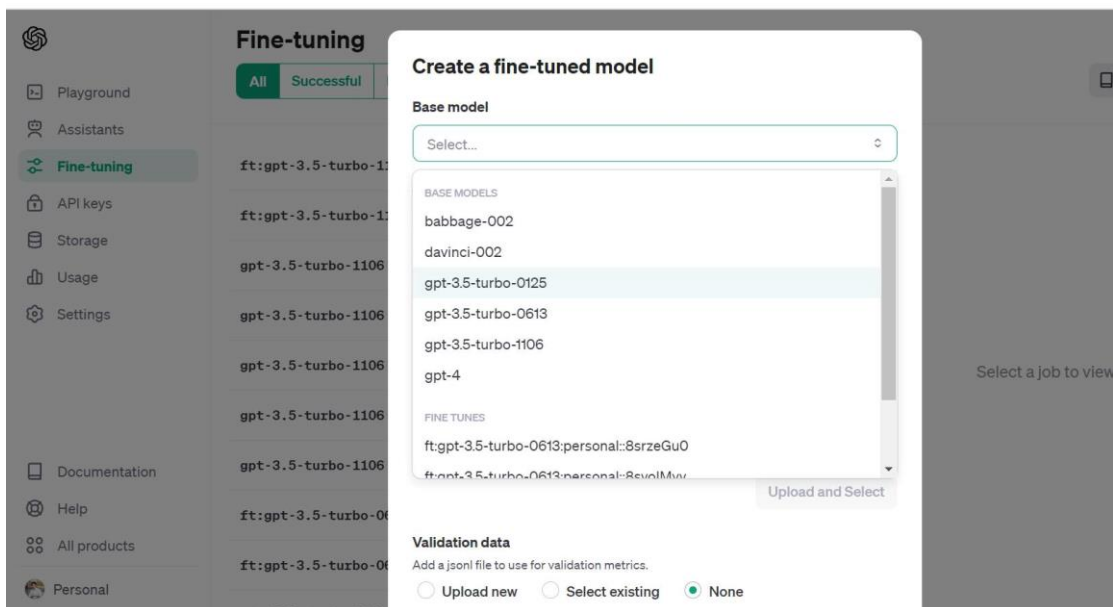 Fine-tuning
All
Successful
Playground
Assistants
Fine-tuning
API keys
Storage
Usage
Settings
Documentation
Help
All products
Personal
ft:gpt-3.5-turbo-11
ft:gpt-3.5-turbo-11
gpt-3.5-turbo-1106
gpt-3.5-turbo-1106
gpt-3.5-turbo-1106
gpt-3.5-turbo-1106
gpt-3.5-turbo-1106
ft:gpt-3.5-turbo-06
ft:gpt-3.5-turbo-06
Create a fine-tuned model
Base model
Select...
BASE MODELS
babbage-002
davinci-002
gpt-3.5-turbo-0125
gpt-3.5-turbo-0613
gpt-3.5-turbo-1106
gpt-4
FINE TUNES
ft:gpt-3.5-turbo-0613:personal::8srzeGu0
Upload and Select
Validation data
Add a jsonl file to use for validation metrics.
Upload new
Select existing
None
Select a job to view